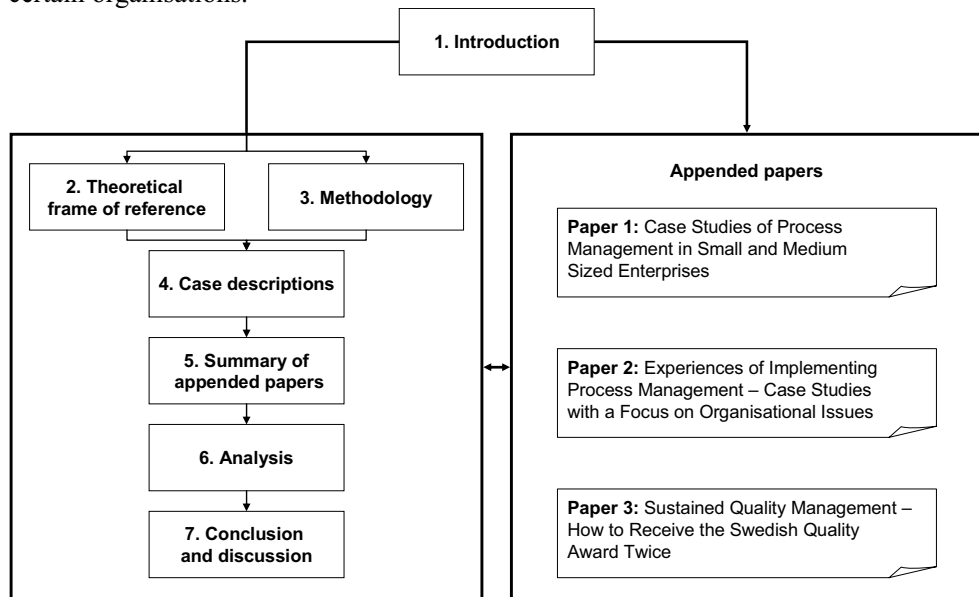 certain organisations.
1. Introduction
2. Theoretical
frame of reference
3. Methodology
4. Case descriptions
5. Summary of
appended papers
6. Analysis
7. Conclusion
and discussion
Appended papers
Paper 1: Case Studies of Process
Management in Small and Medium
Sized Enterprises
Paper 2: Experiences of Implementing
Process Management – Case Studies
with a Focus on Organisational Issues
Paper 3: Sustained Quality Management –
How to Receive the Swedish Quality
Award Twice